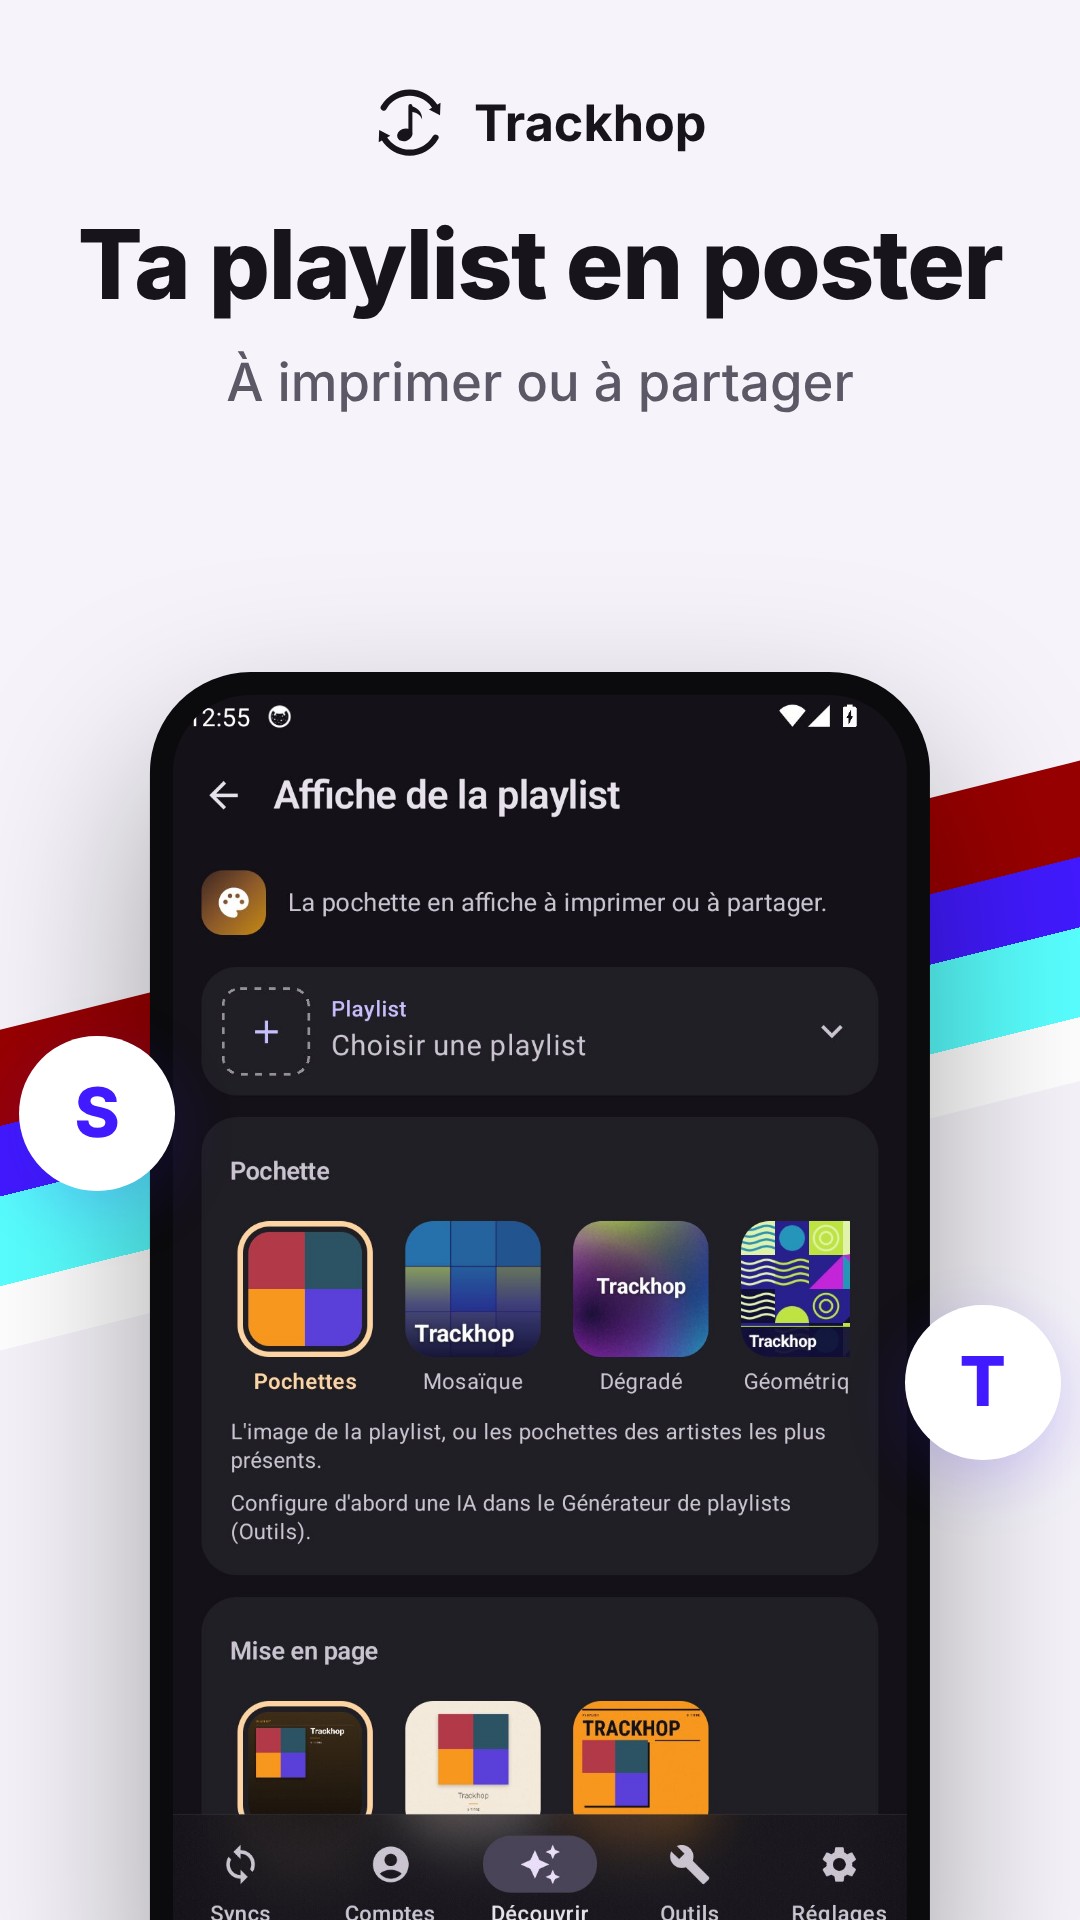 Trackhop
Ta playlist en poster
À imprimer ou à partager
12:55
Affiche de la playlist
La pochette en affiche à imprimer ou à partager.
Playlist
Choisir une playlist
S
Pochette
Trackhop
Trackhop
Trackhop
Pochettes
Mosaïque
Dégradé
Géométriq
T
L'image de la playlist, ou les pochettes des artistes les plus
présents.
Configure d'abord une IA dans le Générateur de playlists
(Outils).
Mise en page
Trackhop
Trackhop
TRACKHOP
Syncs
Comptes
Découvrir
Outils
Réglages